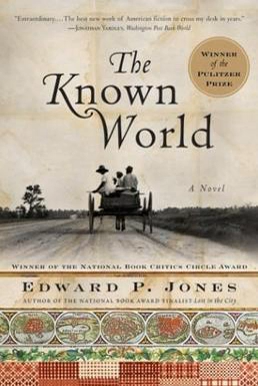 "Extraordinary.... The best new work of American fiction to cross my desk in years."
—JONATHAN YARDLEY, Washington Post Book World
The
Known
World
WINNER
of the
PULITZER
PRIZE
A Novel
WINNER OF THE NATIONAL BOOK CRITICS CIRCLE AWARD
EDWARD P. JONES
AUTHOR OF THE NATIONAL BOOK AWARD FINALIST Lost in the City